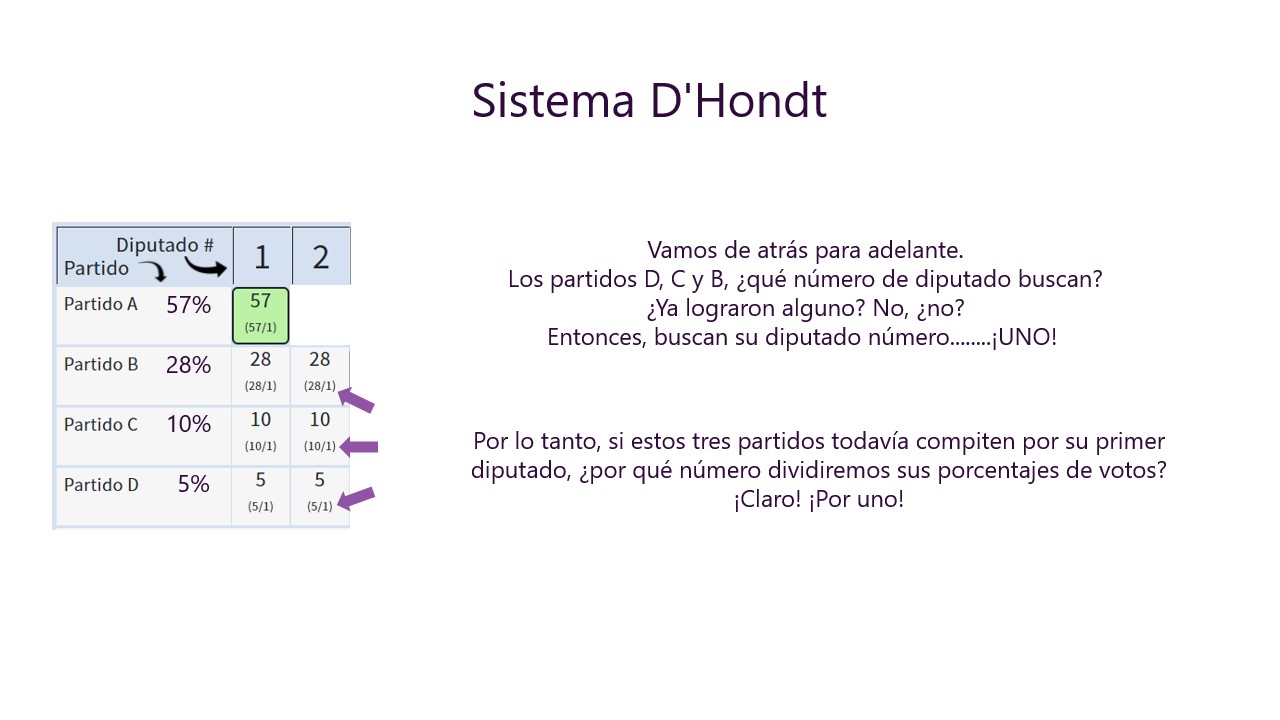 Sistema D'Hondt
Diputado # 1 2
Partido
Partido A 57% 57
(57/1)
Partido B 28% 28 28
(28/1) (28/1)
Partido C 10% 10 10
(10/1) (10/1)
Partido D 5% 5 5
(5/1) (5/1)
Vamos de atrás para adelante.
Los partidos D, C y B, ¿qué número de diputado buscan?
¿Ya lograron alguno? No, ¿no?
Entonces, buscan su diputado número........¡UNO!
Por lo tanto, si estos tres partidos todavía compiten por su primer
diputado, ¿por qué número dividiremos sus porcentajes de votos?
¡Claro! ¡Por uno!